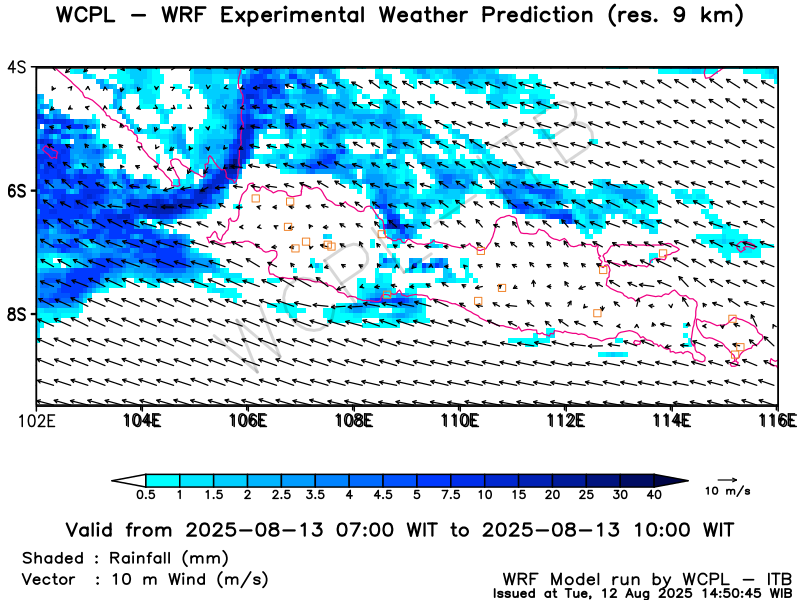 WCPL – WRF Experimental Weather Prediction (res. 9 km)
4S
6S
8S
102E 104E 106E 108E 110E 112E 114E 116E
WCPL-ITB
0.5 1 1.5 2 2.5 3.5 4 4.5 5 7.5 10 15 20 25 30 40
10 m/s
Valid from 2025-08-13 07:00 WIT to 2025-08-13 10:00 WIT
Shaded : Rainfall (mm)
Vector : 10 m Wind (m/s)
WRF Model run by WCPL – ITB
Issued at Tue, 12 Aug 2025 14:50:45 WIB